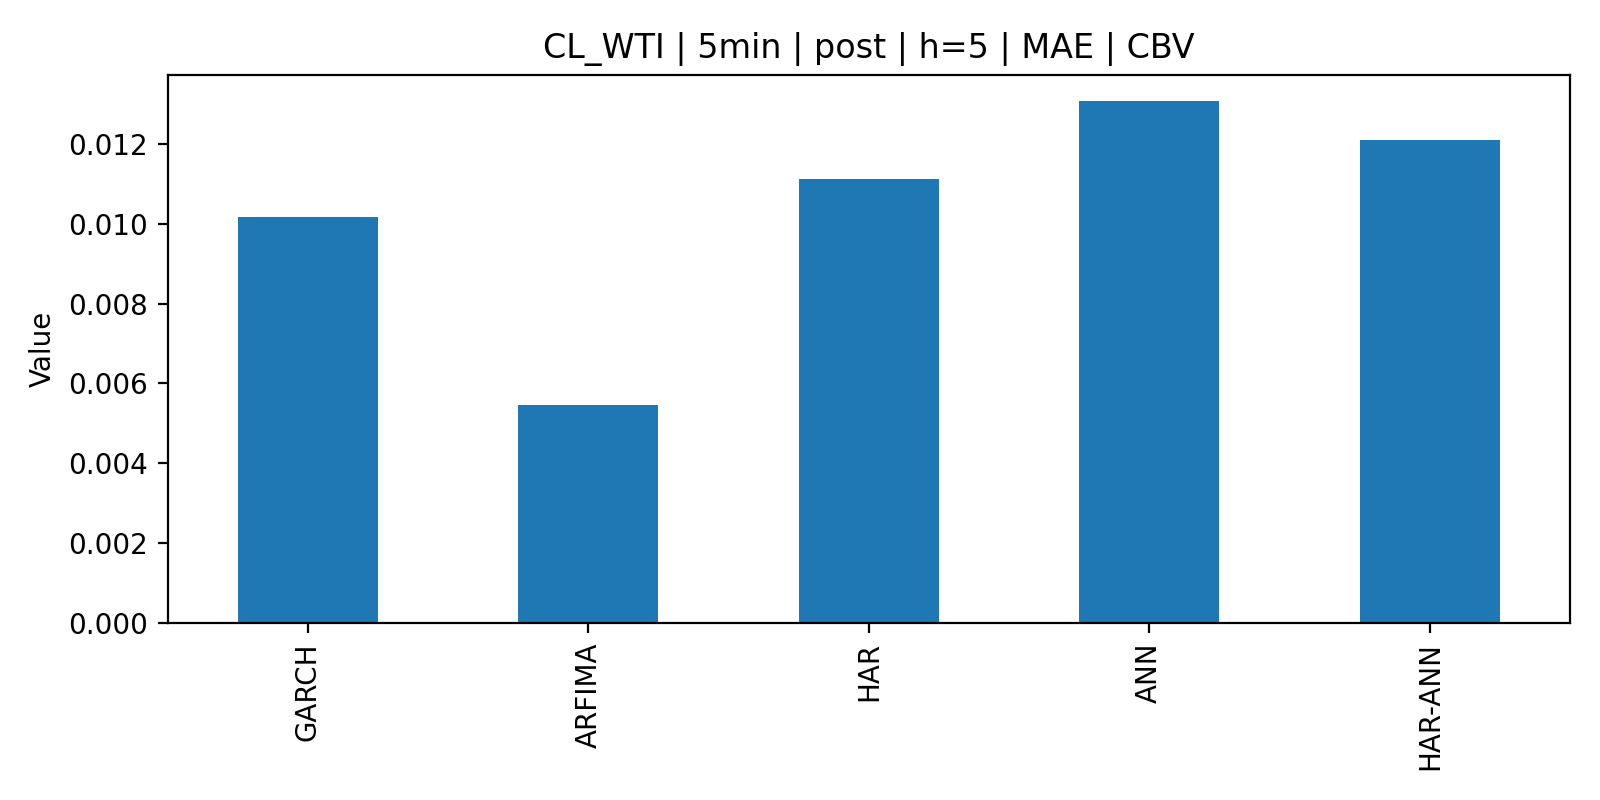 CL_WTI | 5min | post | h=5 | MAE | CBV
Value
0.012
0.010
0.008
0.006
0.004
0.002
0.000
GARCH
ARFIMA
HAR
ANN
HAR-ANN